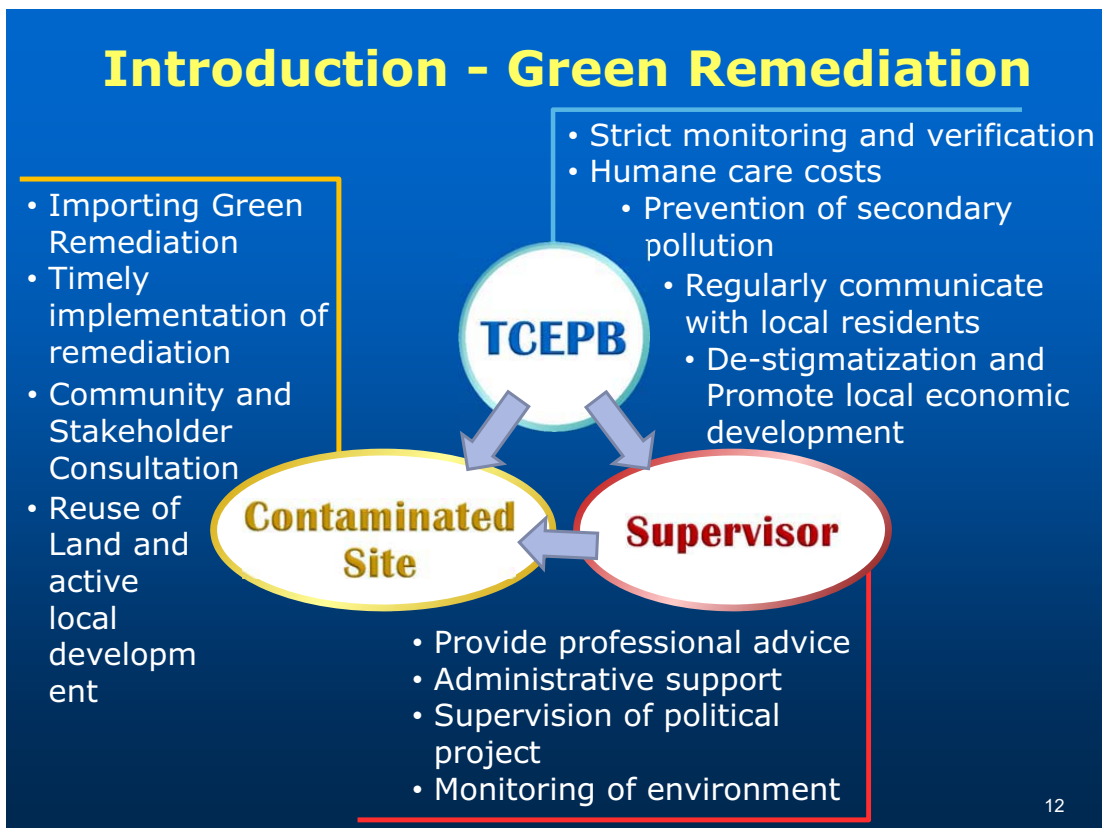 Introduction - Green Remediation
• Strict monitoring and verification
• Humane care costs
• Prevention of secondary
pollution
• Regularly communicate
with local residents
• De-stigmatization and
Promote local economic
development
• Importing Green
Remediation
• Timely
implementation of
remediation
• Community and
Stakeholder
Consultation
• Reuse of
Land and
active
local
developm
ent
TCEPB
Contaminated
Site
Supervisor
• Provide professional advice
• Administrative support
• Supervision of political
project
• Monitoring of environment
12